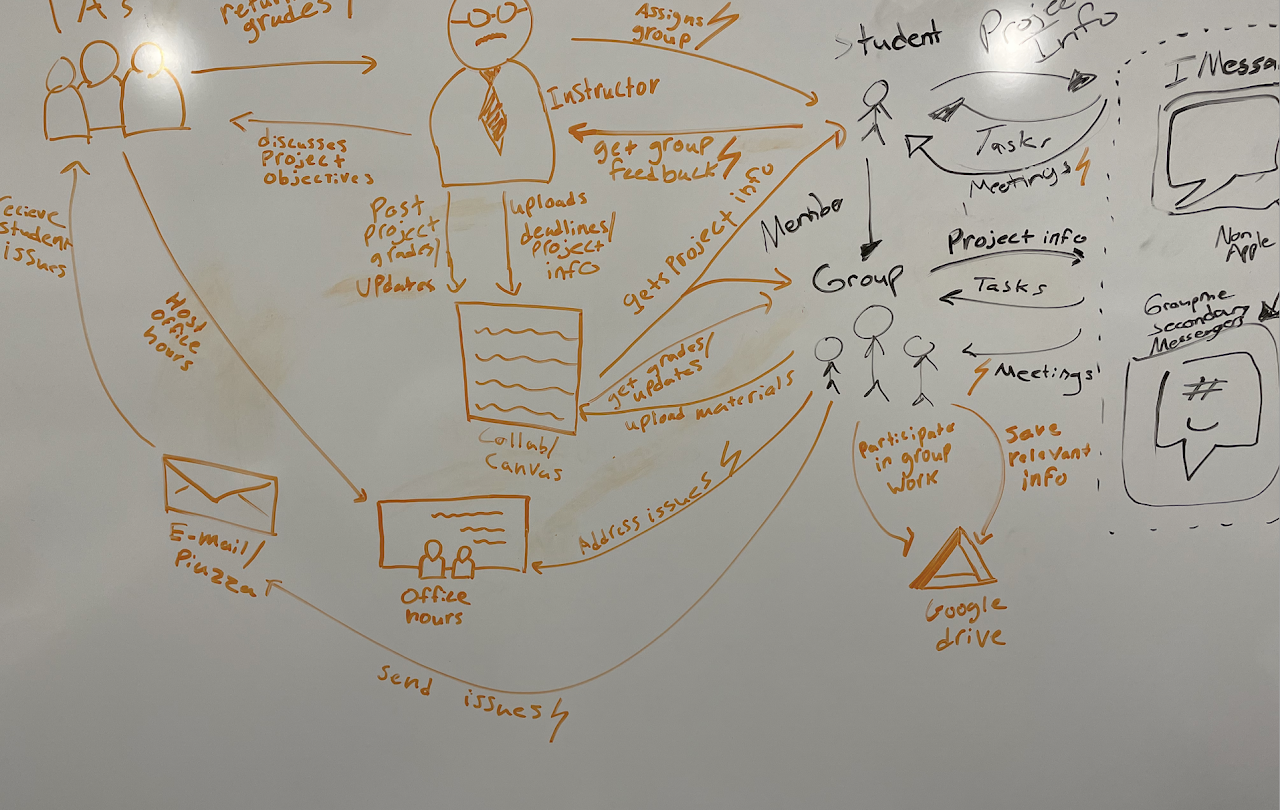 TAs
return
grades
Assigns
group
Student
Project
Info
I Messa
Instructor
discusses
Project
objectives
get group
feedback
Tasks
Meetings
recieve
student
issues
Past
project
grades/
updates
uploads
deadlines/
project
info
gets Project info
Member
Group
Project info
Tasks
Meetings
Non
Apple
Groupme
Secondary
Messengers
#
Host
office
hours
get grades/
updates
upload materials
Collab/
Canvas
participate
in group
work
Save
relevant
info
Address issues
E-mail/
Piazza
Office
hours
Google
drive
Send issues